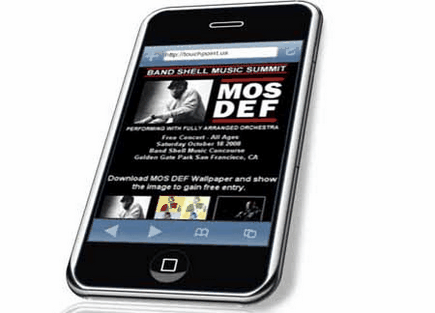 http://touchpoint.us
BAND SHELL MUSIC SUMMIT
MOS
DEF
PERFORMING WITH FULLY ARRANGED ORCHESTRA
Free Concert - All Ages
Saturday October 18 2008
Band Shell Music Concourse
Golden Gate Park San Francisco, CA
Download MOS DEF Wallpaper and show
the image to gain free entry.